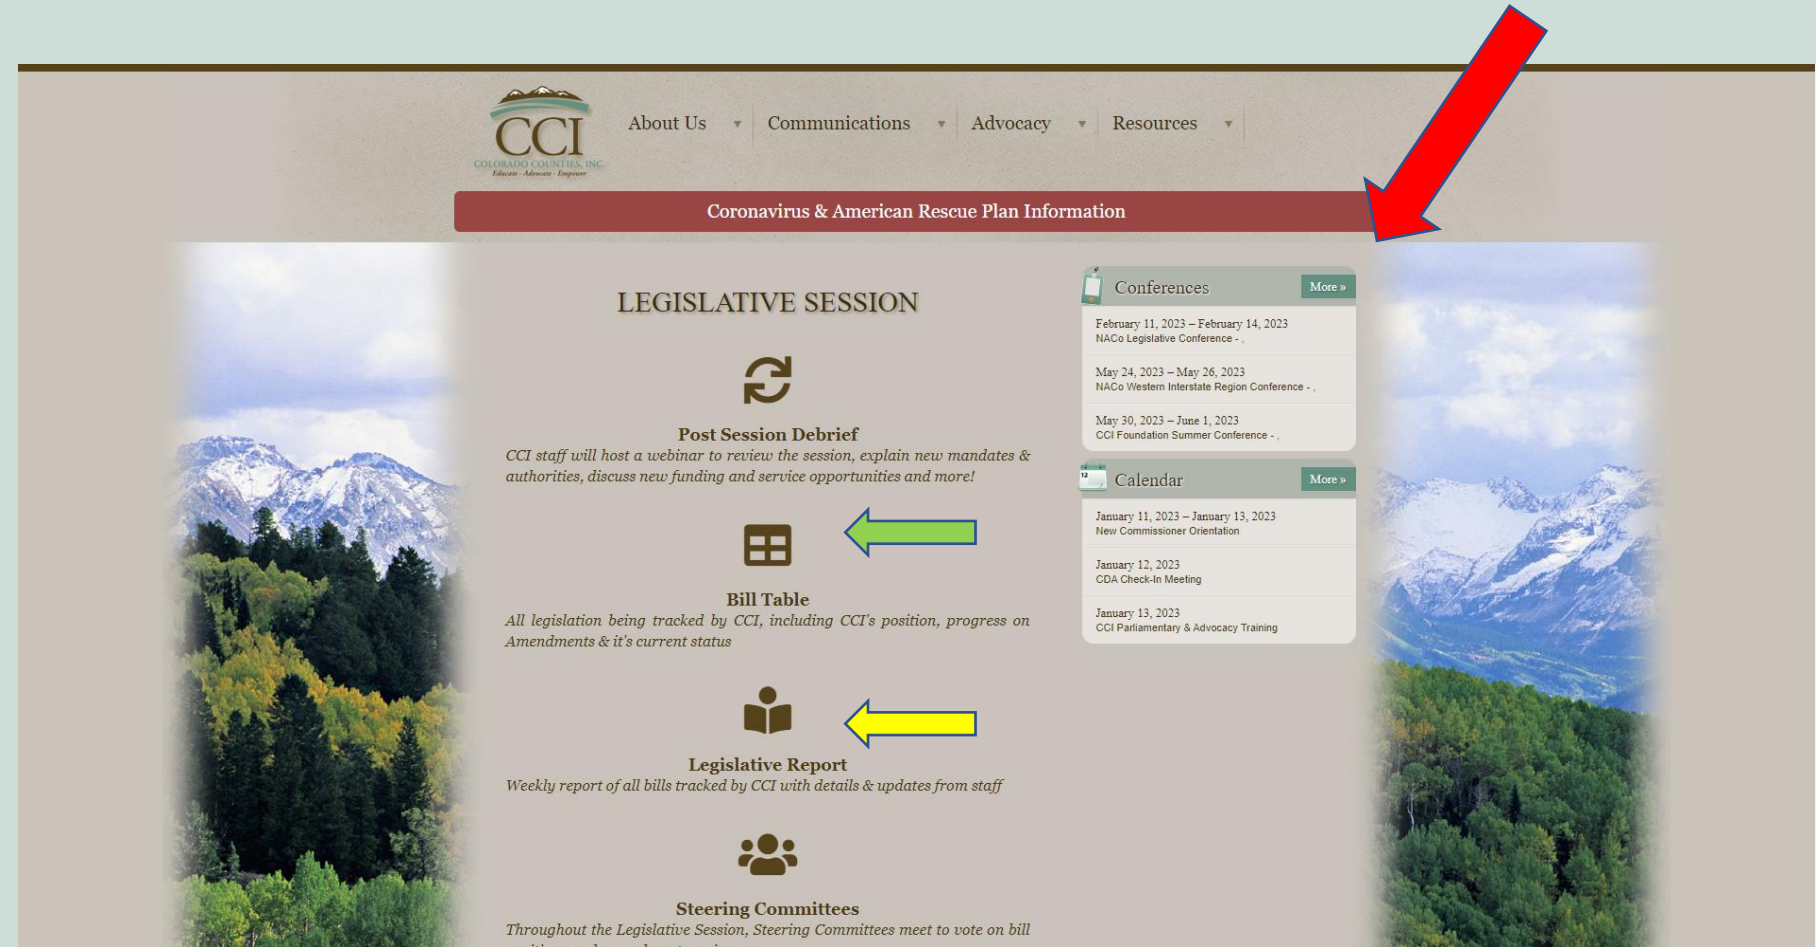 CCI
COLORADO COUNTIES, INC.
Educate - Advocate - Empower
About Us
Communications
Advocacy
Resources
Coronavirus & American Rescue Plan Information
LEGISLATIVE SESSION
Post Session Debrief
CCI staff will host a webinar to review the session, explain new mandates &
authorities, discuss new funding and service opportunities and more!
Bill Table
All legislation being tracked by CCI, including CCI's position, progress on
Amendments & it's current status
Legislative Report
Weekly report of all bills tracked by CCI with details & updates from staff
Steering Committees
Throughout the Legislative Session, Steering Committees meet to vote on bill
Conferences
More »
February 11, 2023 – February 14, 2023
NACo Legislative Conference - ,
May 24, 2023 – May 26, 2023
NACo Western Interstate Region Conference - ,
May 30, 2023 – June 1, 2023
CCI Foundation Summer Conference - ,
12
Calendar
More »
January 11, 2023 – January 13, 2023
New Commissioner Orientation
January 12, 2023
CDA Check-In Meeting
January 13, 2023
CCI Parliamentary & Advocacy Training